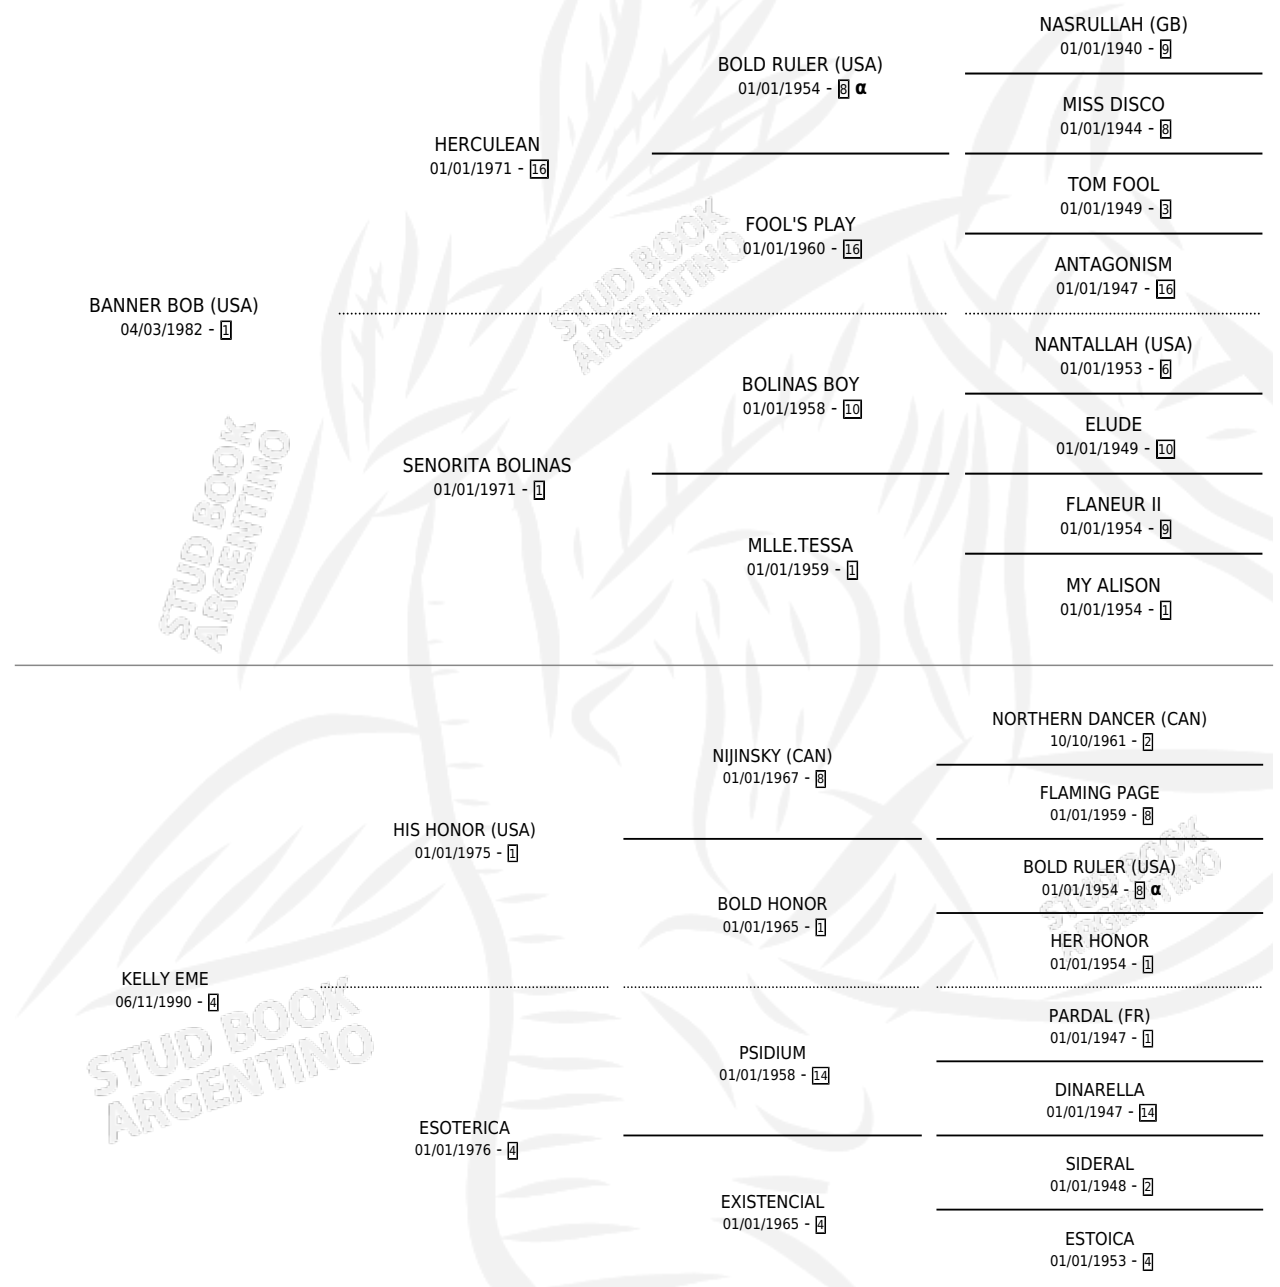 NASRULLAH (GB)
01/01/1940 - 9
BOLD RULER (USA)
01/01/1954 - 8 α
MISS DISCO
01/01/1944 - 8
HERCULEAN
01/01/1971 - 16
TOM FOOL
01/01/1949 - 3
FOOL'S PLAY
01/01/1960 - 16
ANTAGONISM
01/01/1947 - 16
BANNER BOB (USA)
04/03/1982 - 1
NANTALLAH (USA)
01/01/1953 - 6
BOLINAS BOY
01/01/1958 - 10
ELUDE
01/01/1949 - 10
SENORITA BOLINAS
01/01/1971 - 1
FLANEUR II
01/01/1954 - 9
MLLE.TESSA
01/01/1959 - 1
MY ALISON
01/01/1954 - 1
NORTHERN DANCER (CAN)
10/10/1961 - 2
NIJINSKY (CAN)
01/01/1967 - 8
FLAMING PAGE
01/01/1959 - 8
HIS HONOR (USA)
01/01/1975 - 1
BOLD RULER (USA)
01/01/1954 - 8 α
BOLD HONOR
01/01/1965 - 1
HER HONOR
01/01/1954 - 1
KELLY EME
06/11/1990 - 4
PARDAL (FR)
01/01/1947 - 1
PSIDIUM
01/01/1958 - 14
DINARELLA
01/01/1947 - 14
ESOTERICA
01/01/1976 - 4
SIDERAL
01/01/1948 - 2
EXISTENCIAL
01/01/1965 - 4
ESTOICA
01/01/1953 - 4
STUD BOOK
ARGENTINO
STUD BOOK
ARGENTINO
STUD BOOK
ARGENTINO
STUD BOOK
ARGENTINO